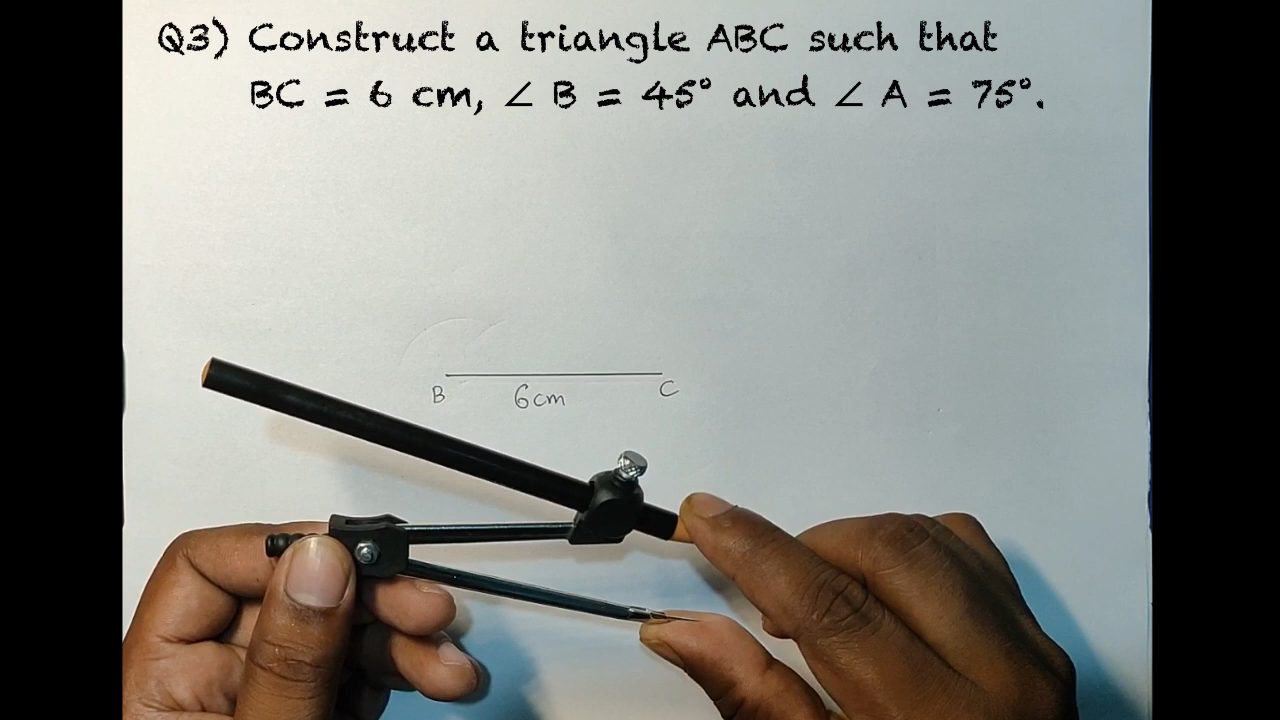 Q3) Construct a triangle ABC such that
BC = 6 cm, ∠ B = 45° and ∠ A = 75°.
B 6cm C